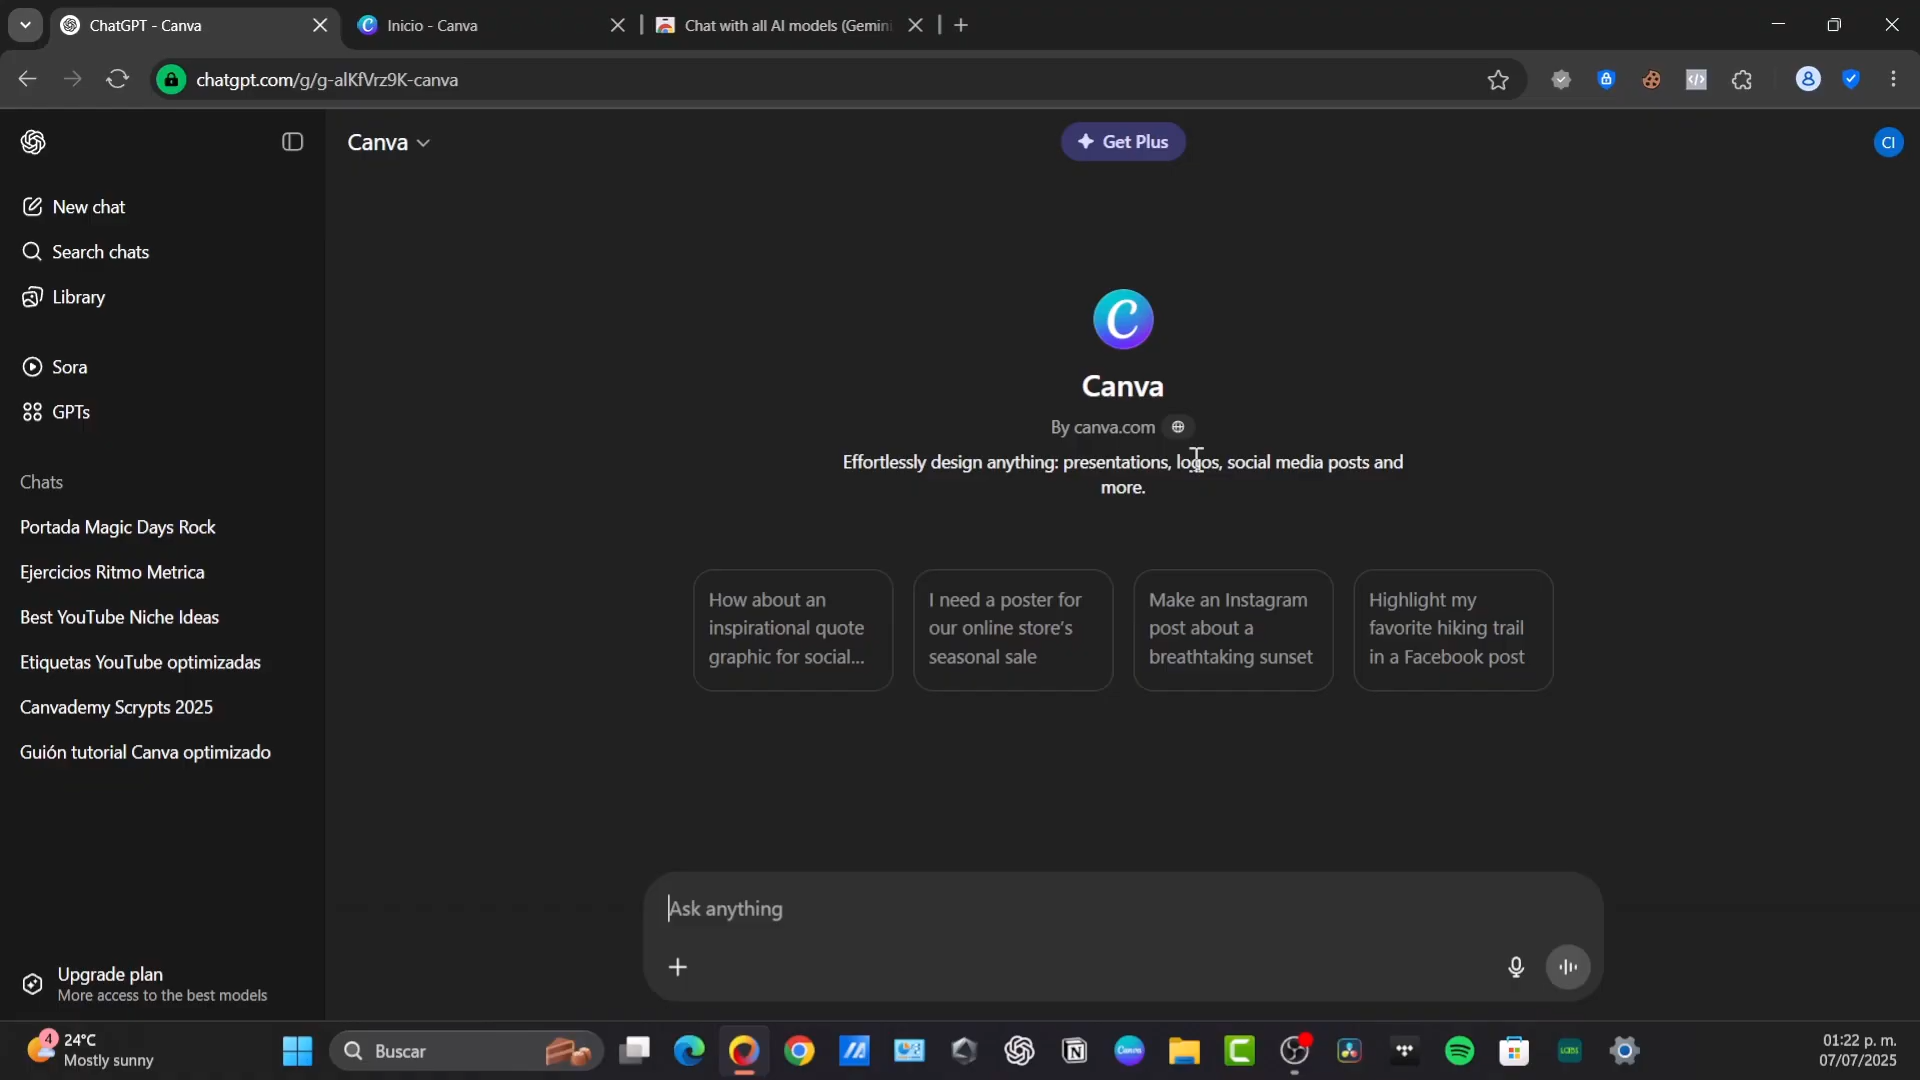 ChatGPT - Canva
Inicio - Canva
Chat with all AI models (Gemini
chatgpt.com/g/g-alKfVrz9K-canva
Canva
Get Plus
CI
New chat
Search chats
Library
Sora
GPTs
Chats
Portada Magic Days Rock
Ejercicios Ritmo Metrica
Best YouTube Niche Ideas
Etiquetas YouTube optimizadas
Canvademy Scrypts 2025
Guión tutorial Canva optimizado
Upgrade plan
More access to the best models
Canva
By canva.com
Effortlessly design anything: presentations, logos, social media posts and
more.
How about an
inspirational quote
graphic for social...
I need a poster for
our online store's
seasonal sale
Make an Instagram
post about a
breathtaking sunset
Highlight my
favorite hiking trail
in a Facebook post
Ask anything
4
24°C
Mostly sunny
Buscar
Canva
01:22 p. m.
07/07/2025